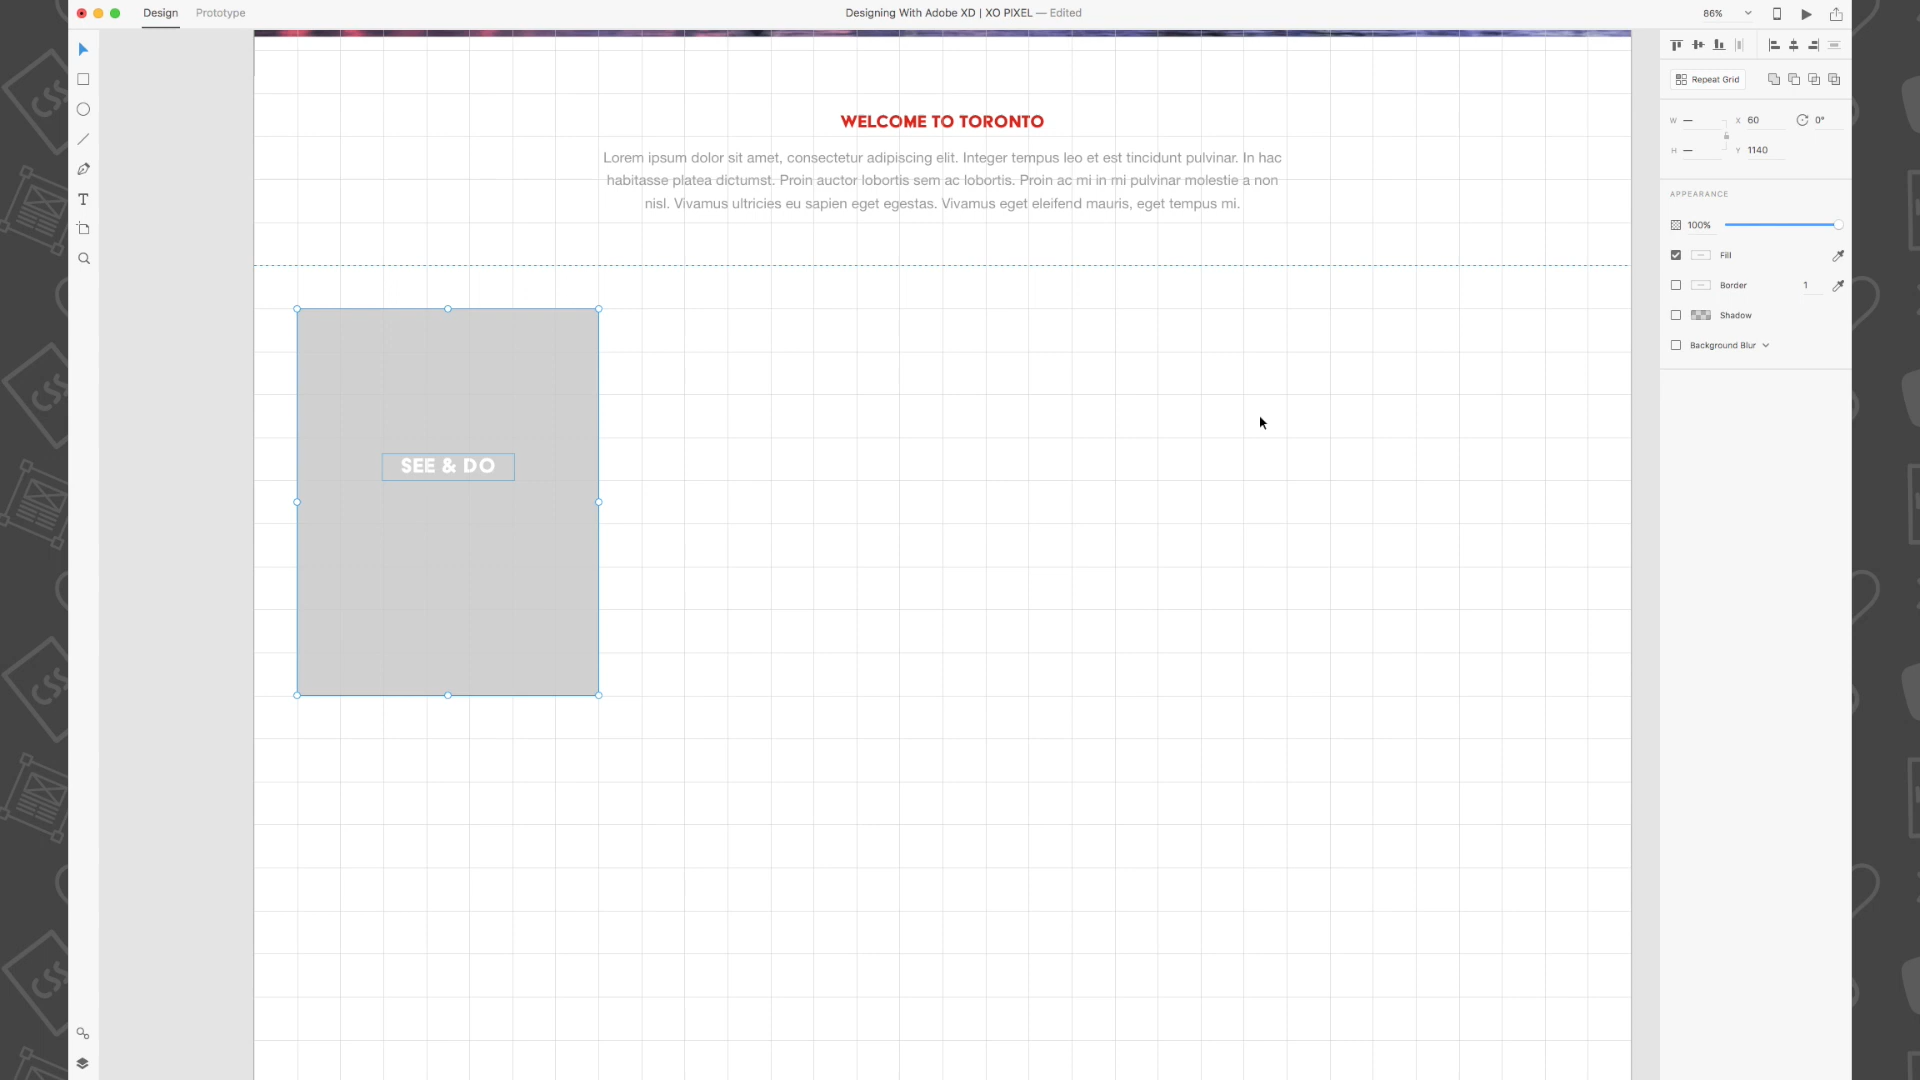 Design
Prototype
Designing With Adobe XD | XO PIXEL — Edited
86%
Repeat Grid
W —
X 60
0°
H —
Y 1140
APPEARANCE
100%
Fill
Border
1
Shadow
Background Blur
WELCOME TO TORONTO
Lorem ipsum dolor sit amet, consectetur adipiscing elit. Integer tempus leo et est tincidunt pulvinar. In hac
habitasse platea dictumst. Proin auctor lobortis sem ac lobortis. Proin ac mi in mi pulvinar molestie a non
nisl. Vivamus ultricies eu sapien eget egestas. Vivamus eget eleifend mauris, eget tempus mi.
SEE & DO
T
CSS
CSS
CSS
CSS